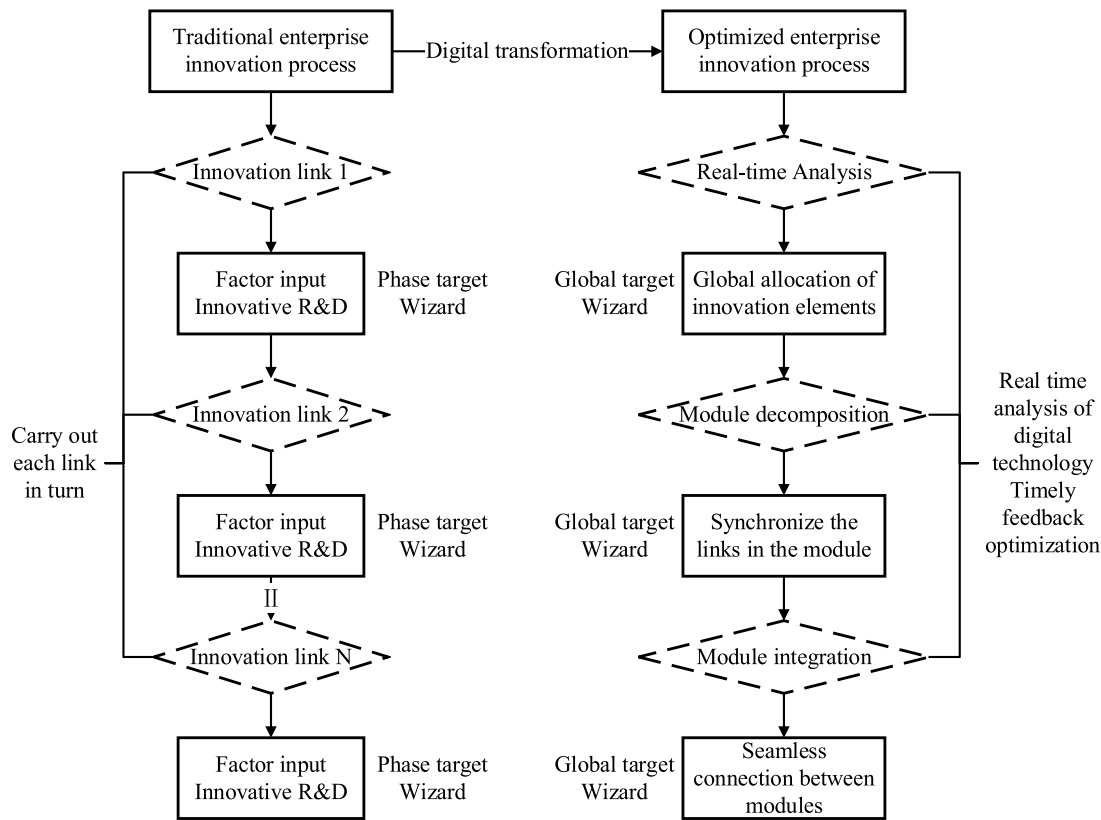 Traditional enterprise
innovation process
Digital transformation
Optimized enterprise
innovation process
Innovation link 1
Real-time Analysis
Factor input
Innovative R&D
Phase target
Wizard
Global target
Wizard
Global allocation of
innovation elements
Innovation link 2
Module decomposition
Carry out
each link
in turn
Real time
analysis of
digital
technology
Timely
feedback
optimization
Factor input
Innovative R&D
Phase target
Wizard
Global target
Wizard
Synchronize the
links in the module
Innovation link N
Module integration
Factor input
Innovative R&D
Phase target
Wizard
Global target
Wizard
Seamless
connection between
modules